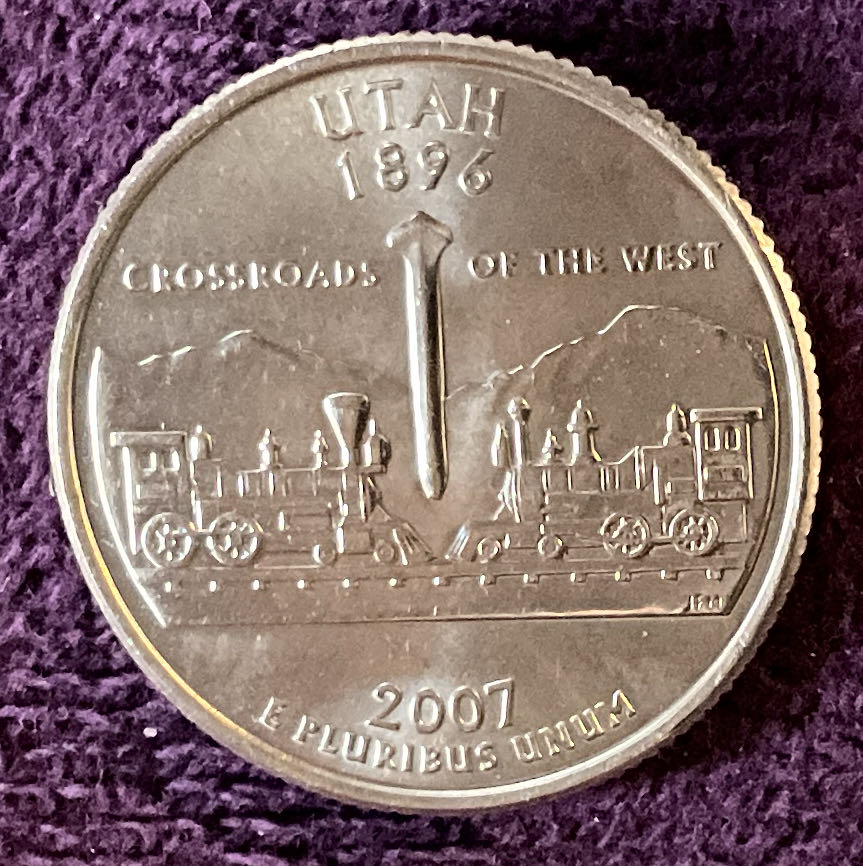 UTAH
1896
CROSSROADS OF THE WEST
2007
E PLURIBUS UNUM